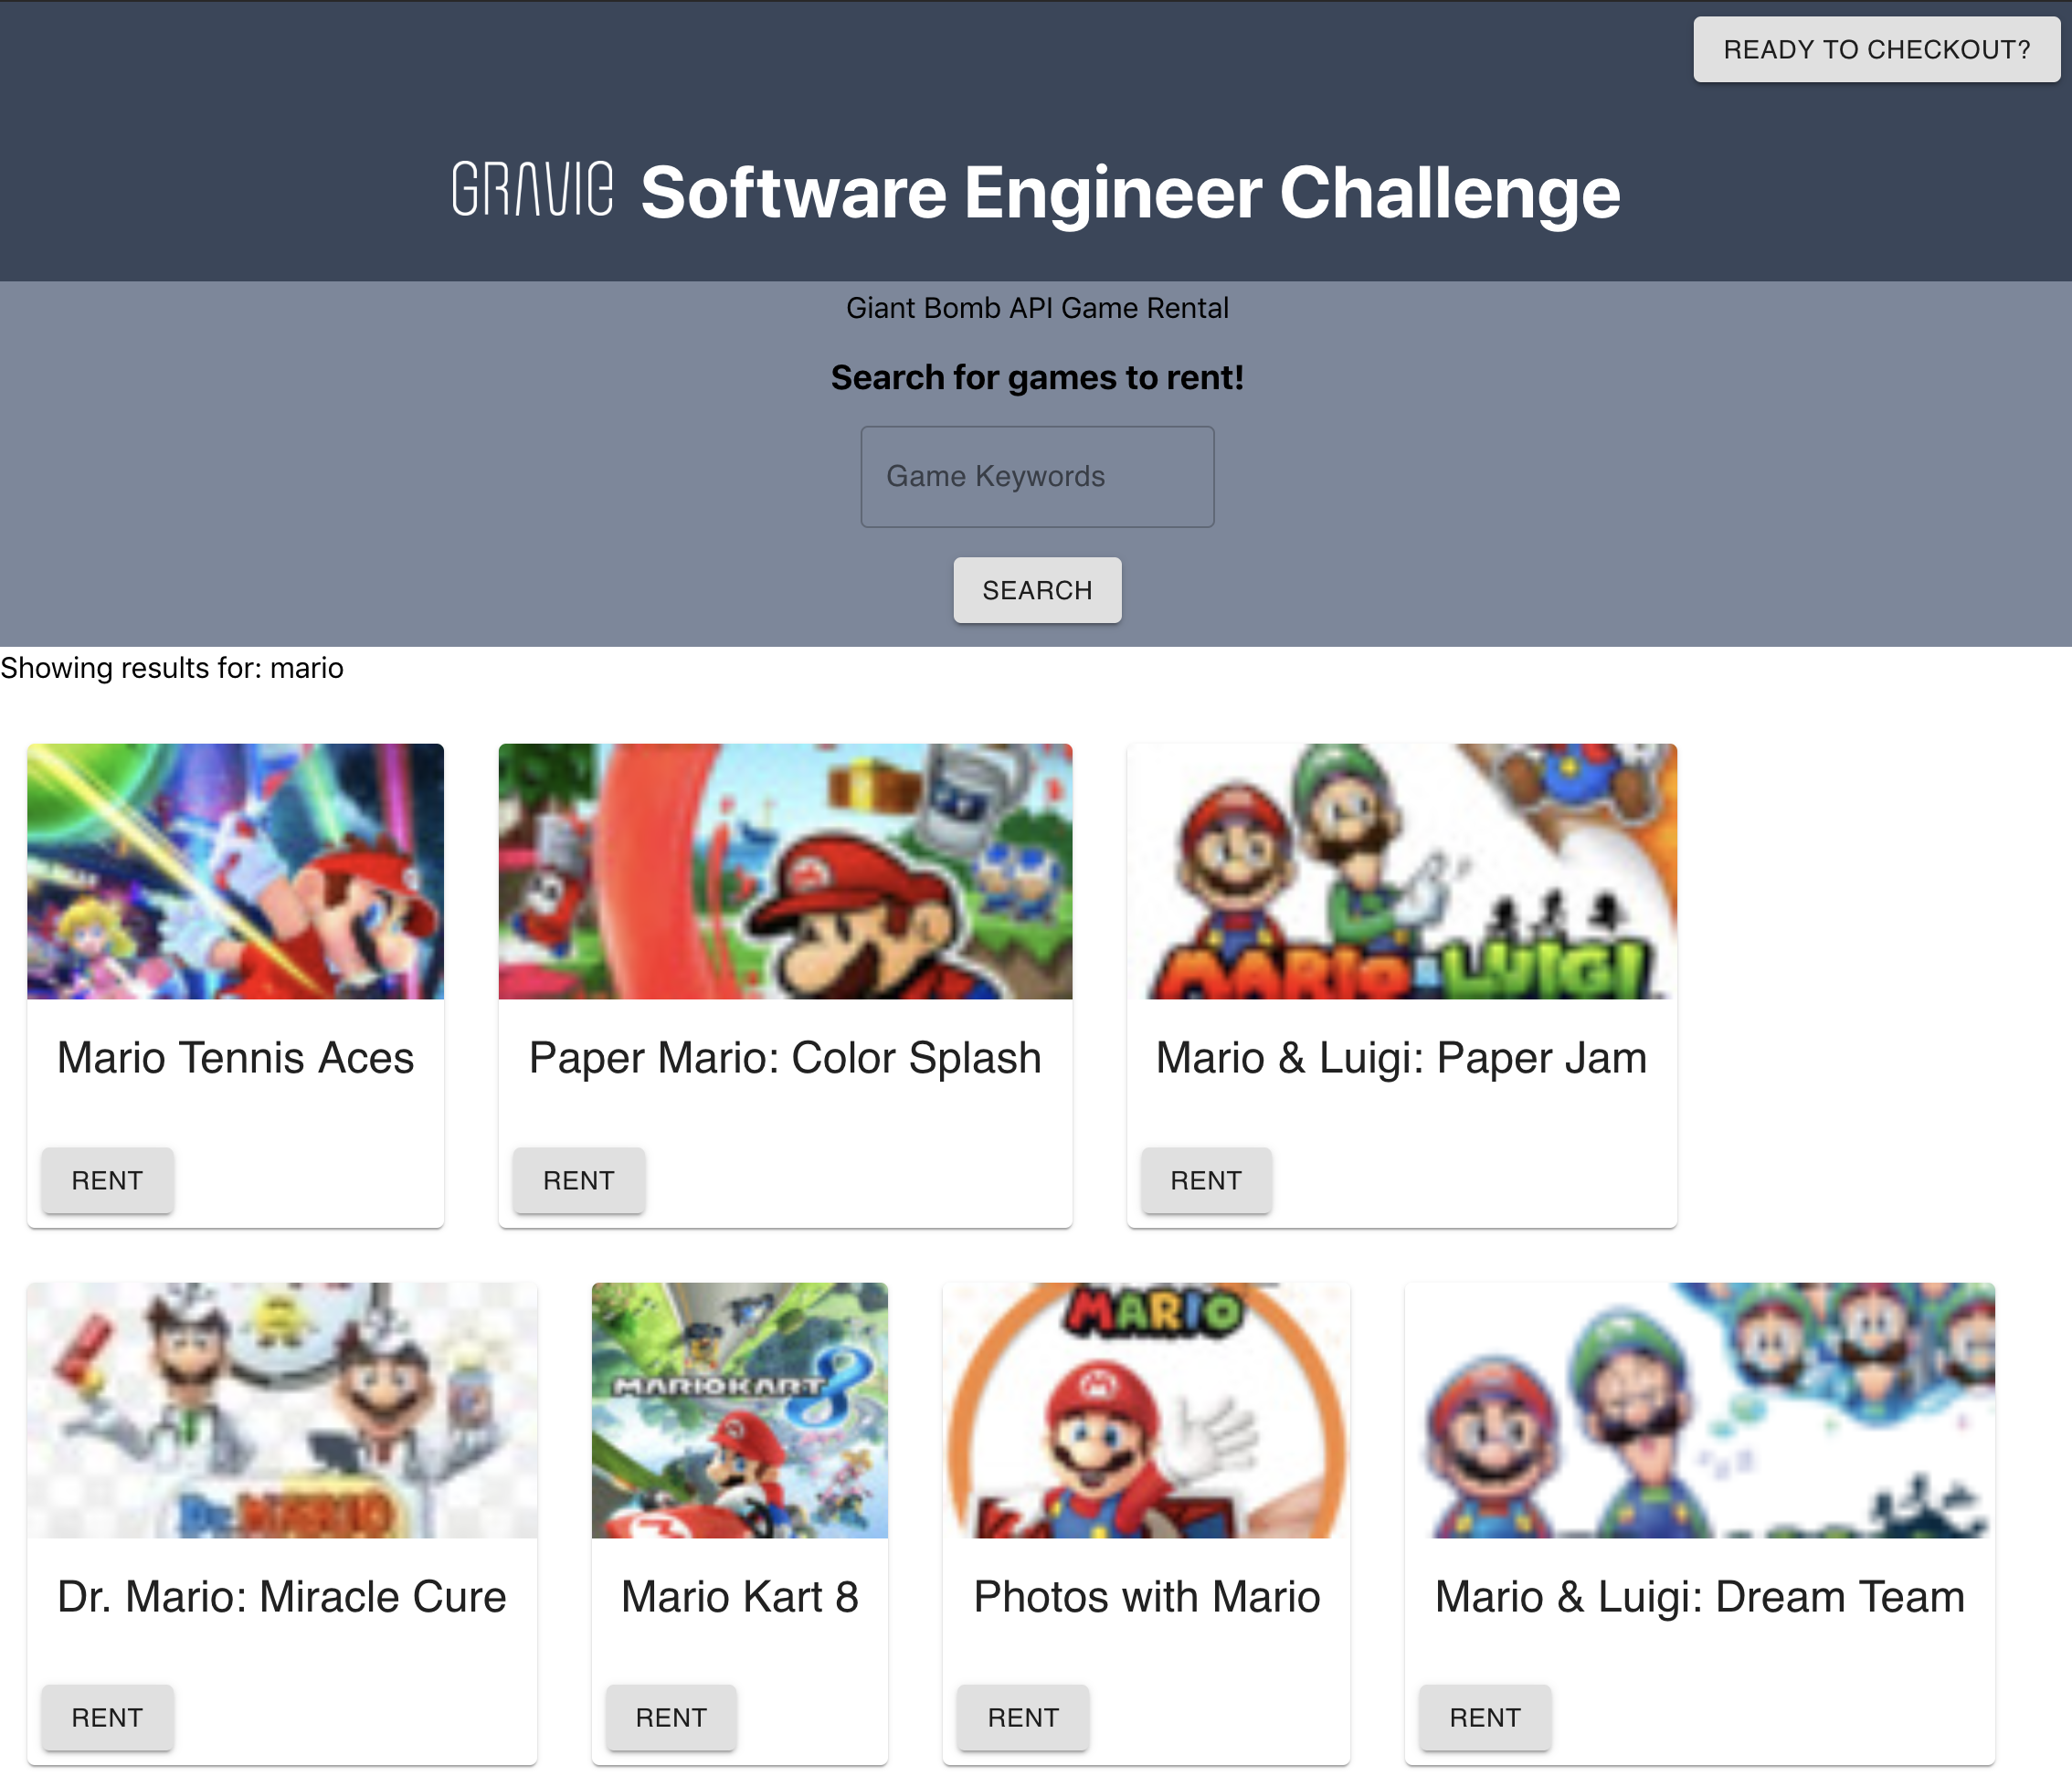 READY TO CHECKOUT?
GRAVIE Software Engineer Challenge
Giant Bomb API Game Rental
Search for games to rent!
Game Keywords
SEARCH
Showing results for: mario
MARIO & LUIGI
Mario Tennis Aces
Paper Mario: Color Splash
Mario & Luigi: Paper Jam
RENT
RENT
RENT
Dr. MARIO
MARIOKART 8
MARIO
Dr. Mario: Miracle Cure
Mario Kart 8
Photos with Mario
Mario & Luigi: Dream Team
RENT
RENT
RENT
RENT